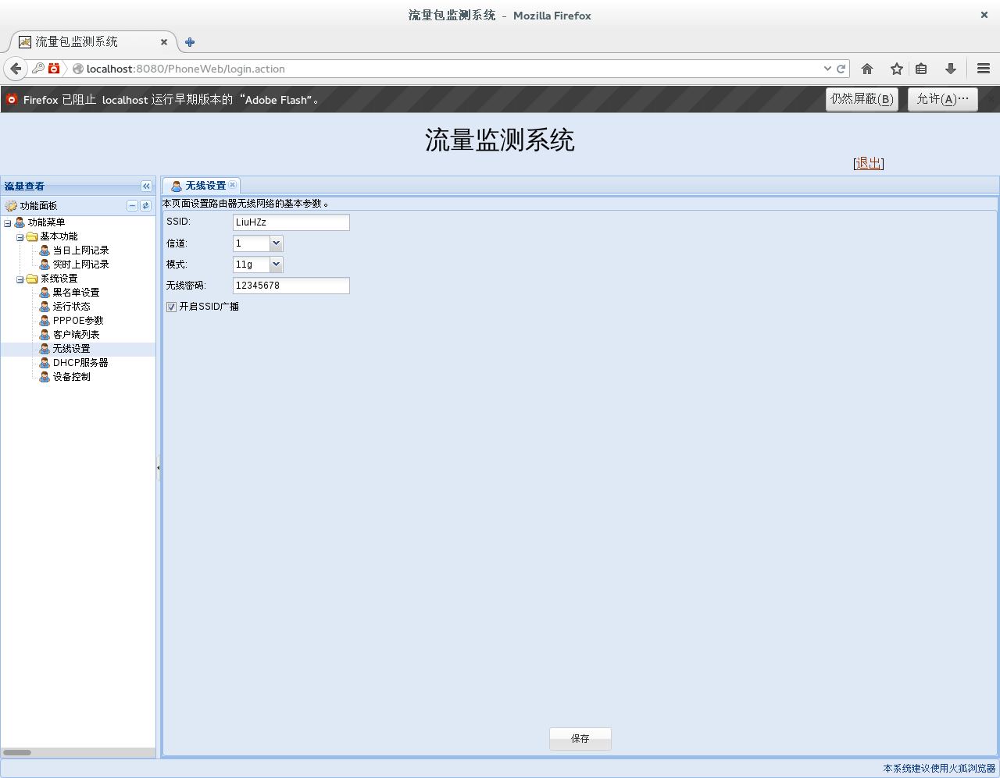 流量包监测系统 - Mozilla Firefox
流量包监测系统
localhost:8080/PhoneWeb/login.action
Firefox 已阻止 localhost 运行早期版本的“Adobe Flash”。
仍然屏蔽(B)
允许(A)…
流量监测系统
[退出]
流量查看
无线设置
功能面板
本页面设置路由器无线网络的基本参数。
功能菜单
基本功能
当日上网记录
实时上网记录
系统设置
黑名单设置
运行状态
PPPOE参数
客户端列表
无线设置
DHCP服务器
设备控制
SSID: LiuHZz
信道: 1
模式: 11g
无线密码: 12345678
开启SSID广播
保存
本系统建议使用火狐浏览器